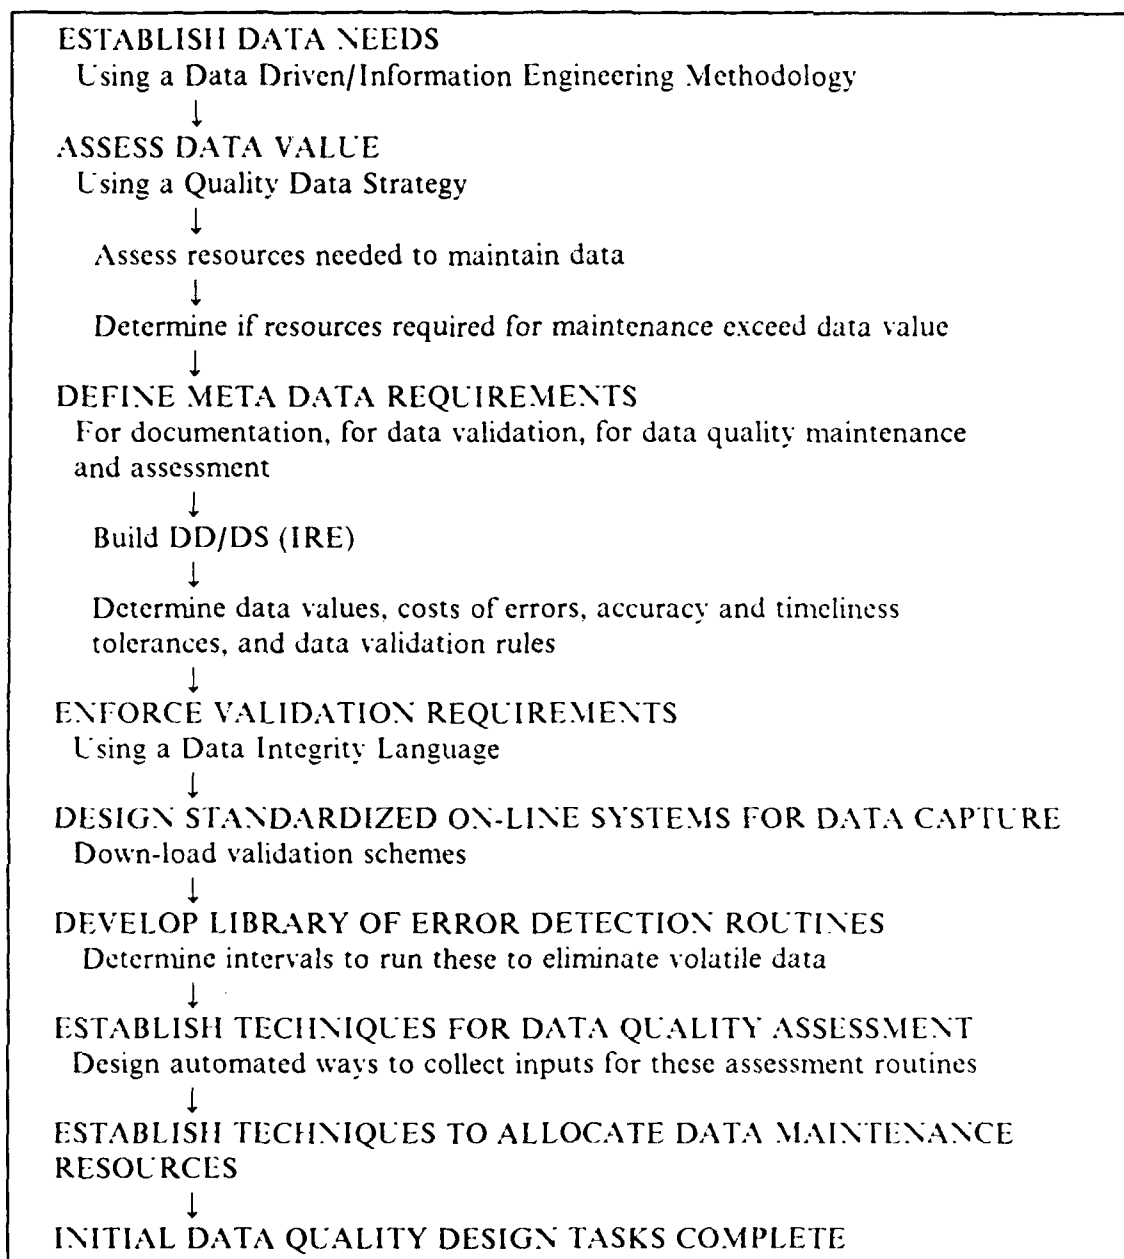 ESTABLISH DATA NEEDS
Using a Data Driven/Information Engineering Methodology
↓
ASSESS DATA VALUE
Using a Quality Data Strategy
↓
Assess resources needed to maintain data
↓
Determine if resources required for maintenance exceed data value
↓
DEFINE META DATA REQUIREMENTS
For documentation, for data validation, for data quality maintenance
and assessment
↓
Build DD/DS (IRE)
↓
Determine data values, costs of errors, accuracy and timeliness
tolerances, and data validation rules
↓
ENFORCE VALIDATION REQUIREMENTS
Using a Data Integrity Language
↓
DESIGN STANDARDIZED ON-LINE SYSTEMS FOR DATA CAPTURE
Down-load validation schemes
↓
DEVELOP LIBRARY OF ERROR DETECTION ROUTINES
Determine intervals to run these to eliminate volatile data
↓
ESTABLISH TECHNIQUES FOR DATA QUALITY ASSESSMENT
Design automated ways to collect inputs for these assessment routines
↓
ESTABLISH TECHNIQUES TO ALLOCATE DATA MAINTENANCE
RESOURCES
↓
INITIAL DATA QUALITY DESIGN TASKS COMPLETE